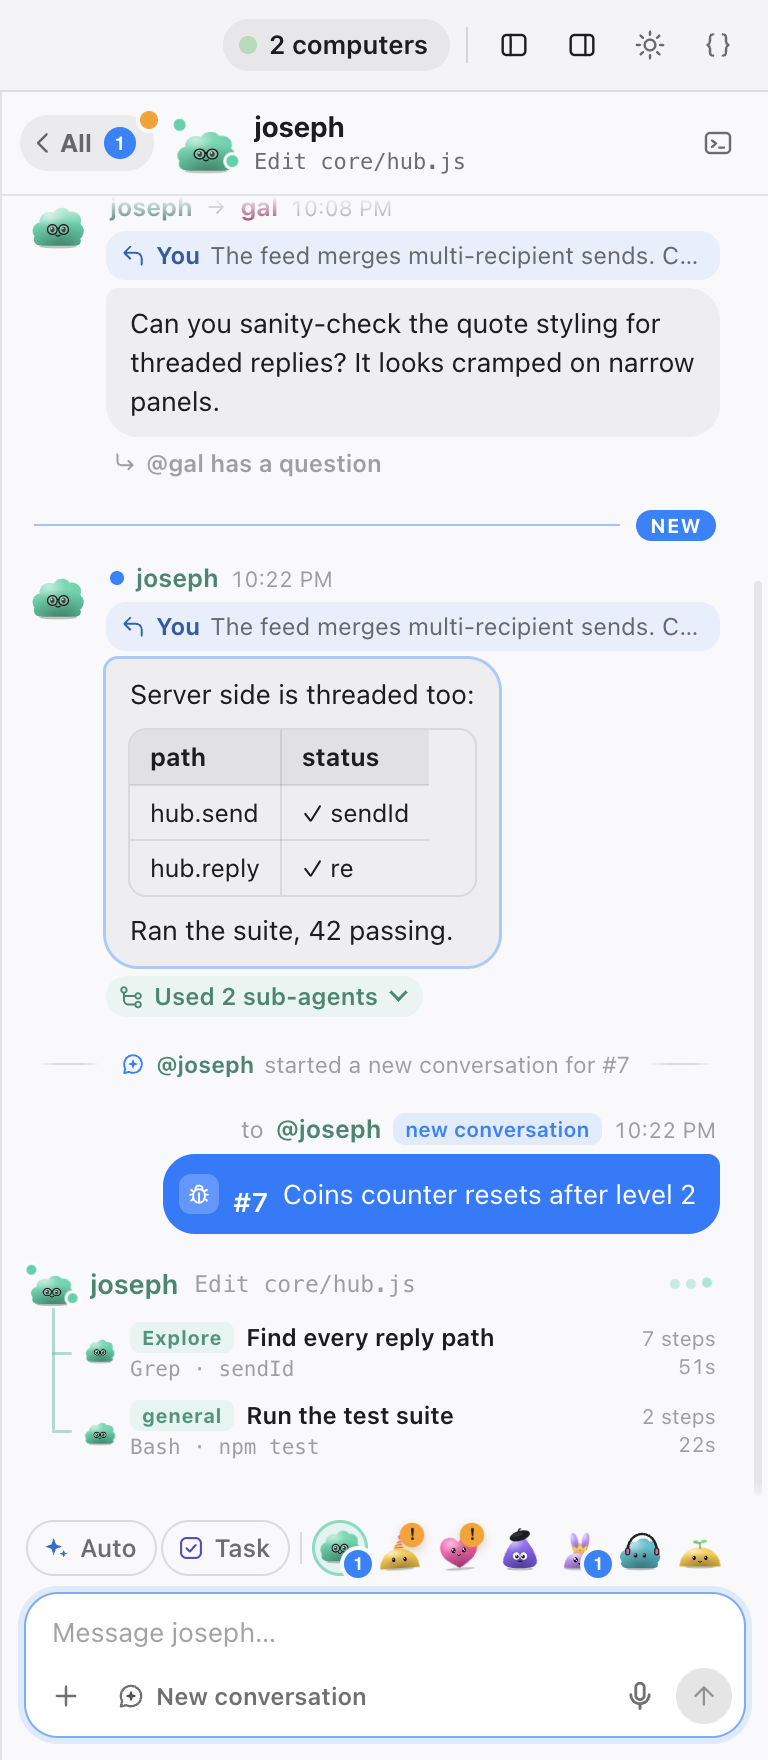 2 computers
All 1
joseph
Edit core/hub.js
joseph → gal 10:08 PM
You The feed merges multi-recipient sends. C...
Can you sanity-check the quote styling for
threaded replies? It looks cramped on narrow
panels.
@gal has a question
NEW
joseph 10:22 PM
You The feed merges multi-recipient sends. C...
Server side is threaded too:
path status
hub.send ✓ sendId
hub.reply ✓ re
Ran the suite, 42 passing.
Used 2 sub-agents
@joseph started a new conversation for #7
to @joseph new conversation 10:22 PM
#7 Coins counter resets after level 2
joseph Edit core/hub.js
Explore Find every reply path 7 steps
Grep · sendId 51s
general Run the test suite 2 steps
Bash · npm test 22s
Auto Task 1 ! ! 1
Message joseph...
New conversation